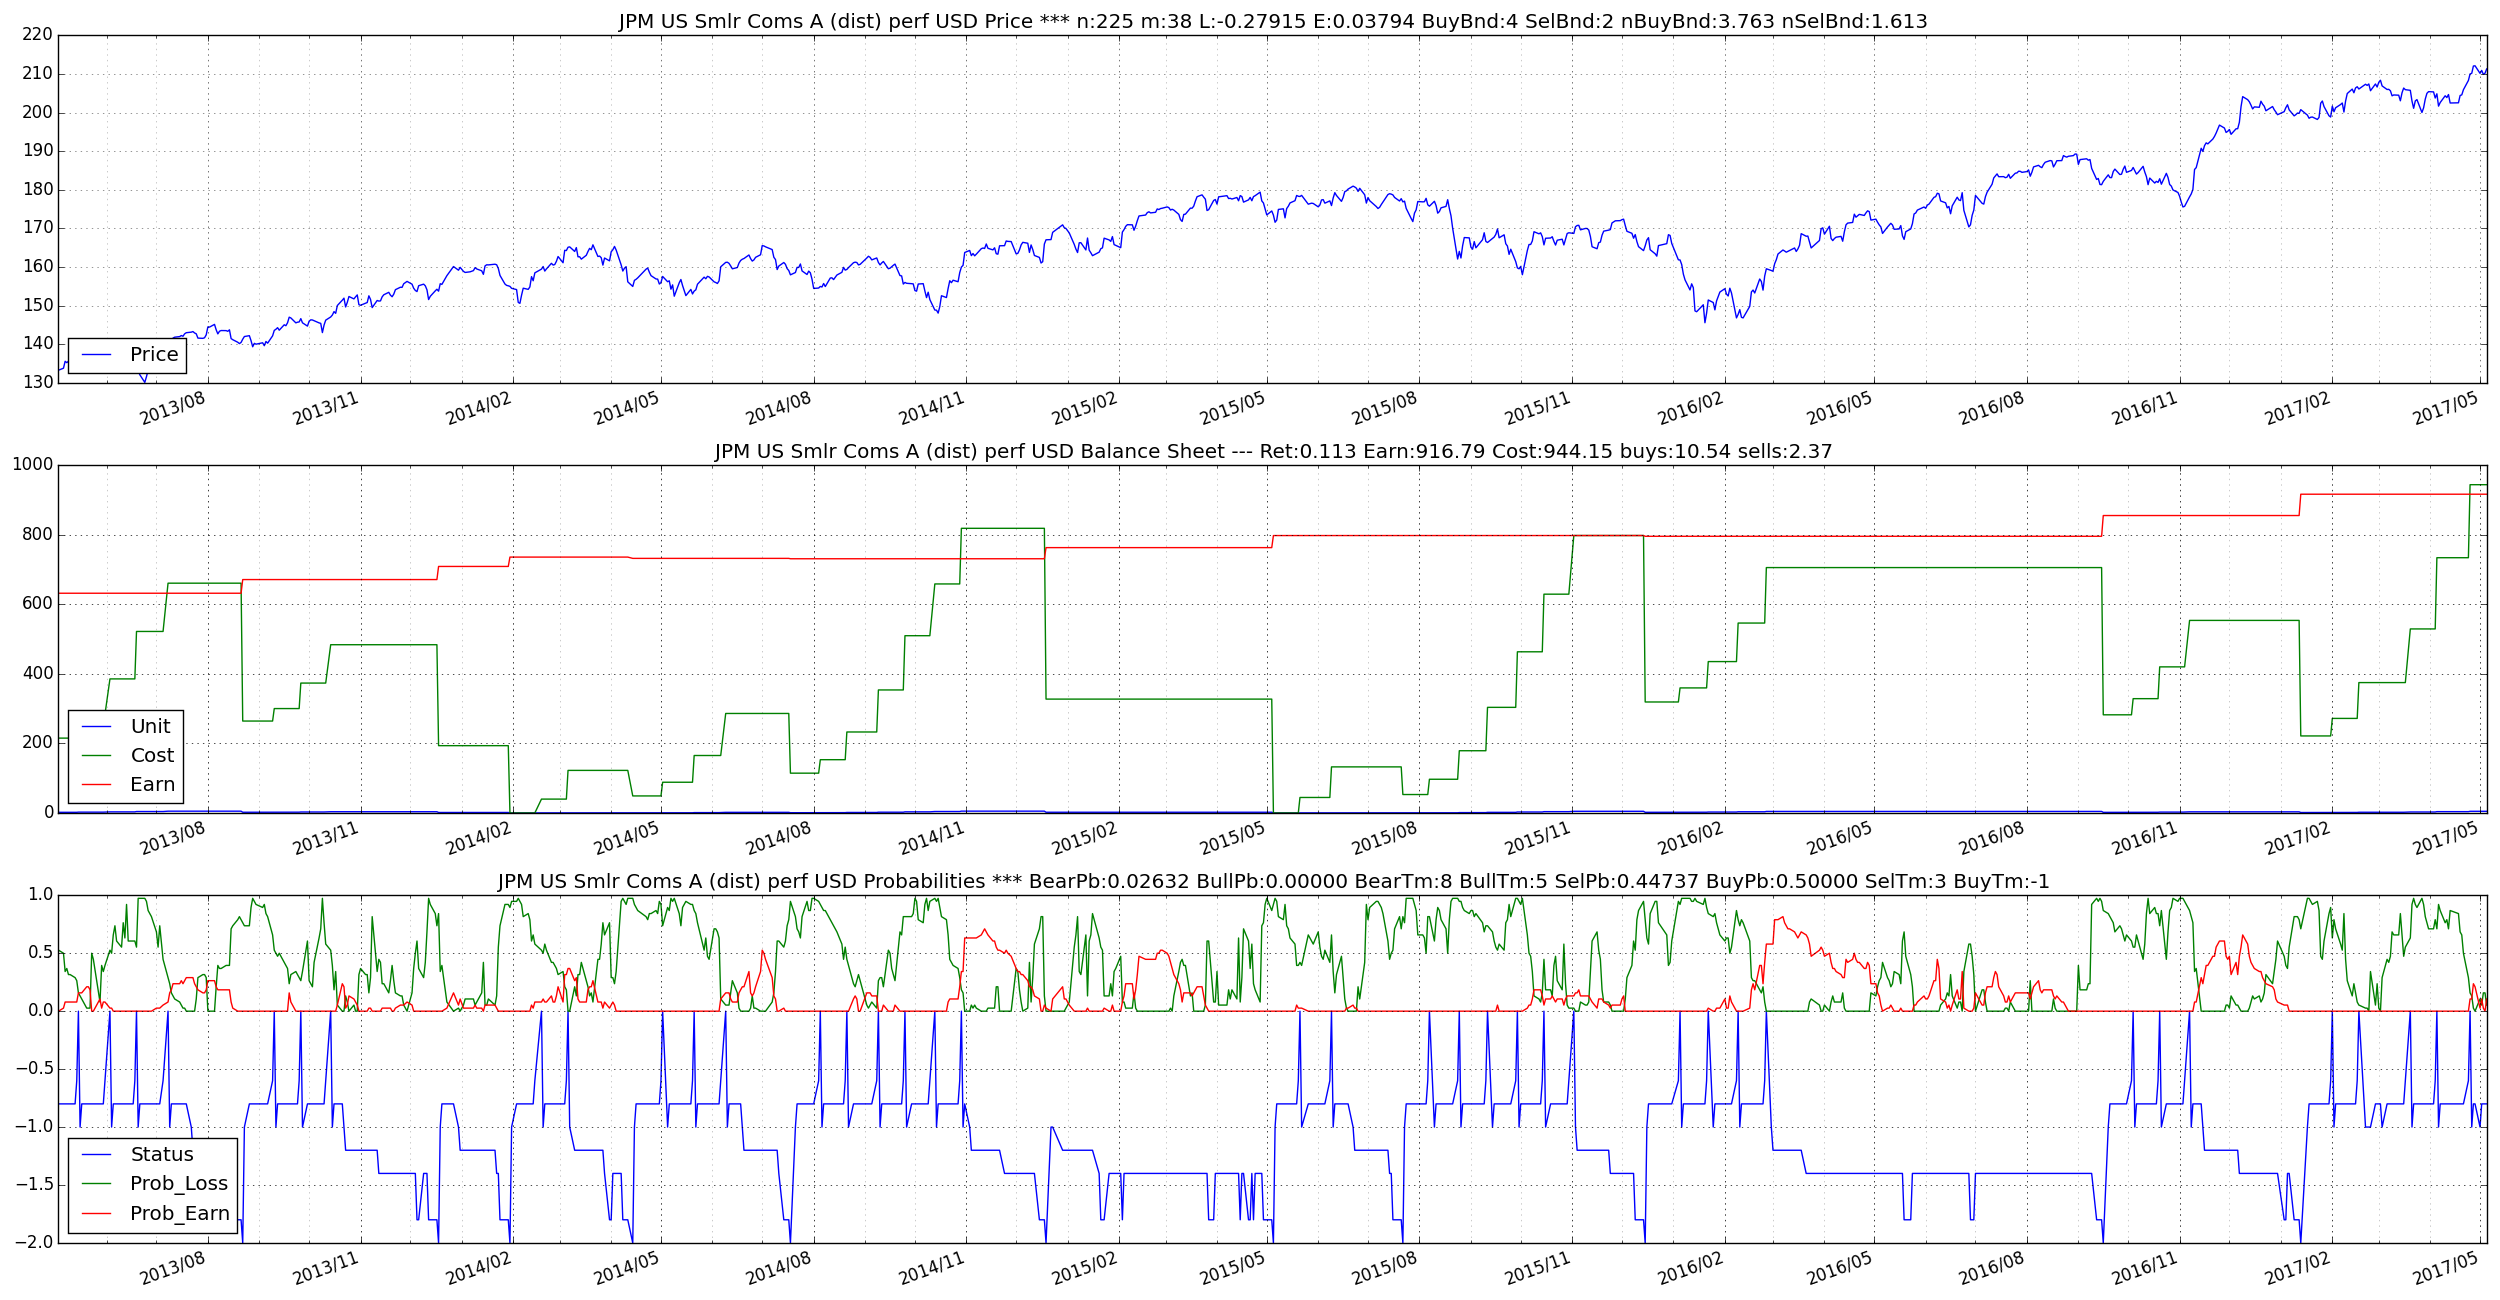 JPM US Smlr Coms A (dist) perf USD Price *** n:225 m:38 L:-0.27915 E:0.03794 BuyBnd:4 SelBnd:2 nBuyBnd:3.763 nSelBnd:1.613
220
210
200
190
180
170
160
150
140
130
Price
2013/08 2013/11 2014/02 2014/05 2014/08 2014/11 2015/02 2015/05 2015/08 2015/11 2016/02 2016/05 2016/08 2016/11 2017/02 2017/05
JPM US Smlr Coms A (dist) perf USD Balance Sheet --- Ret:0.113 Earn:916.79 Cost:944.15 buys:10.54 sells:2.37
1000
800
600
400
200
0
Unit
Cost
Earn
2013/08 2013/11 2014/02 2014/05 2014/08 2014/11 2015/02 2015/05 2015/08 2015/11 2016/02 2016/05 2016/08 2016/11 2017/02 2017/05
JPM US Smlr Coms A (dist) perf USD Probabilities *** BearPb:0.02632 BullPb:0.00000 BearTm:8 BullTm:5 SelPb:0.44737 BuyPb:0.50000 SelTm:3 BuyTm:-1
1.0
0.5
0.0
−0.5
−1.0
−1.5
−2.0
Status
Prob_Loss
Prob_Earn
2013/08 2013/11 2014/02 2014/05 2014/08 2014/11 2015/02 2015/05 2015/08 2015/11 2016/02 2016/05 2016/08 2016/11 2017/02 2017/05